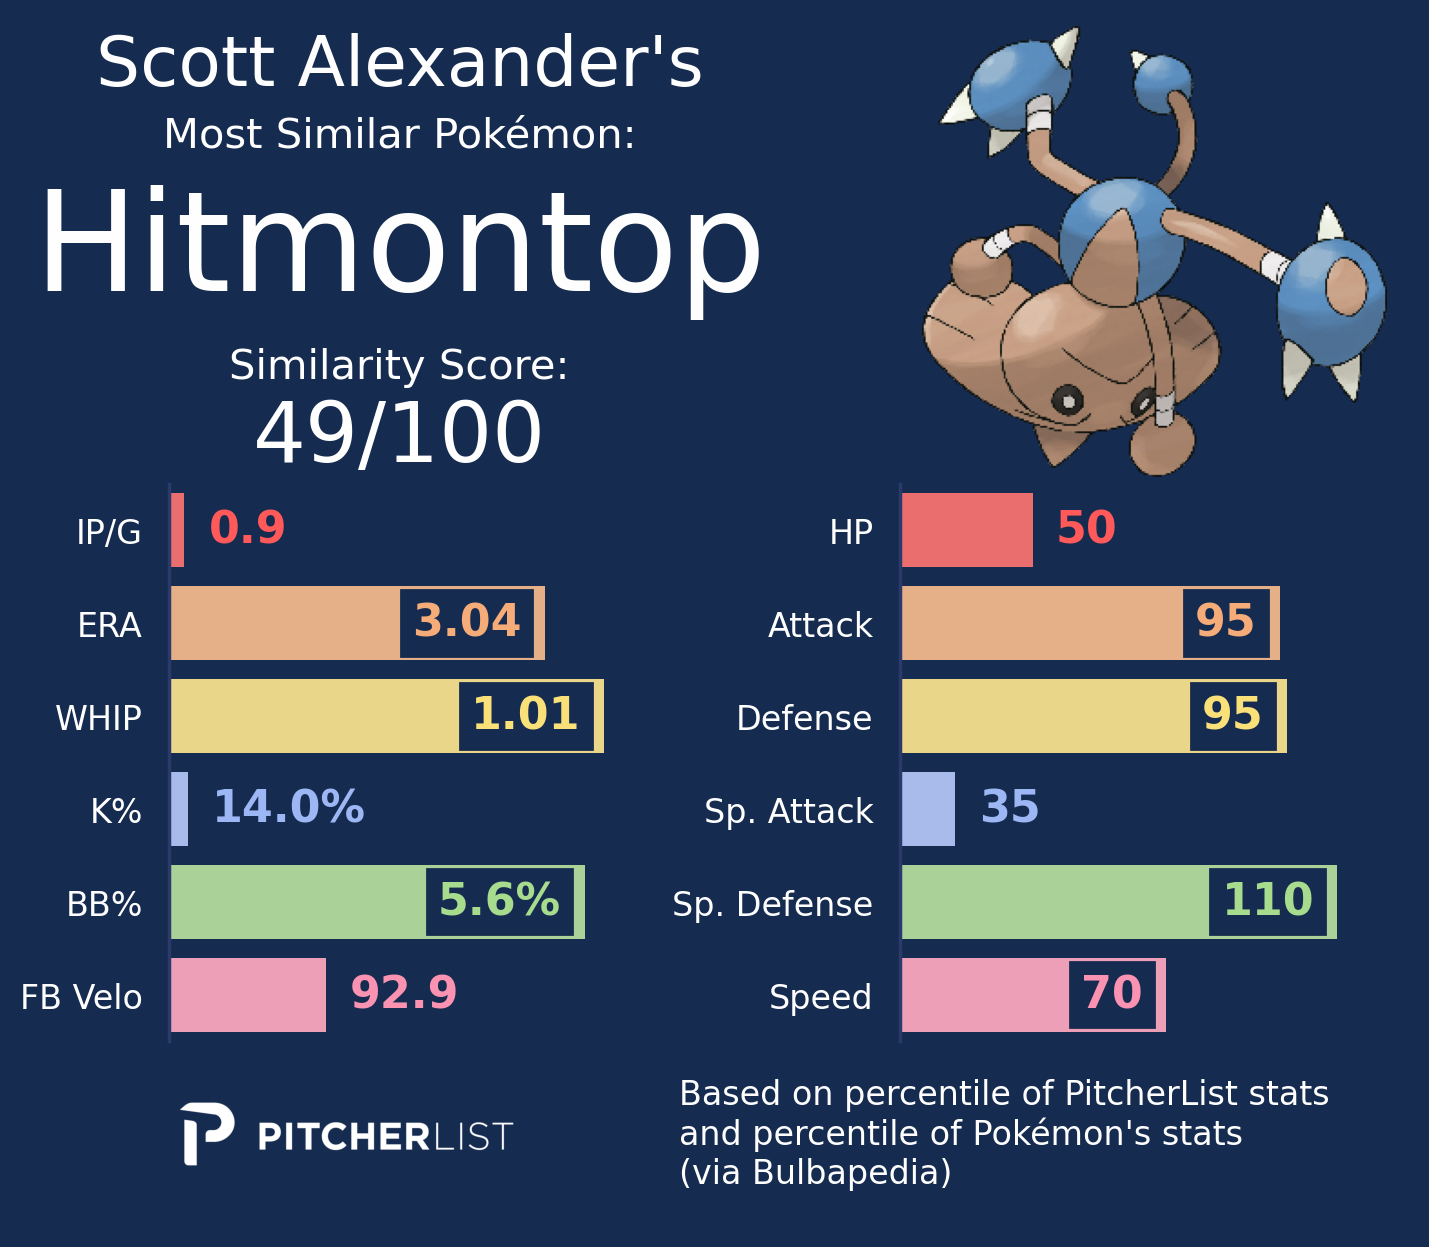 Scott Alexander's
Most Similar Pokémon:
Hitmontop
Similarity Score:
49/100
IP/G 0.9
ERA 3.04
WHIP 1.01
K% 14.0%
BB% 5.6%
FB Velo 92.9
HP 50
Attack 95
Defense 95
Sp. Attack 35
Sp. Defense 110
Speed 70
PITCHERLIST
Based on percentile of PitcherList stats
and percentile of Pokémon's stats
(via Bulbapedia)